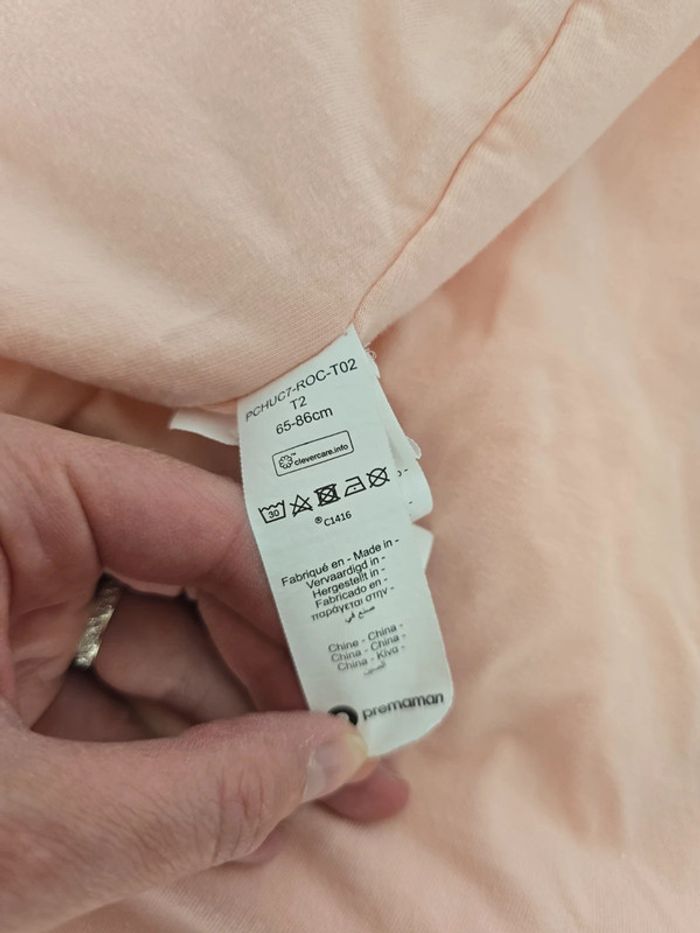 PCHUC7-ROC-T02
T2
65-86cm
clevercare.info
30
® C1416
Fabriqué en - Made in -
Vervaardigd in -
Hergestellt in -
Fabricado en -
παράγεται στην -
صنع في
Chine - China -
China - China -
China - Κίνα -
الصين
premaman